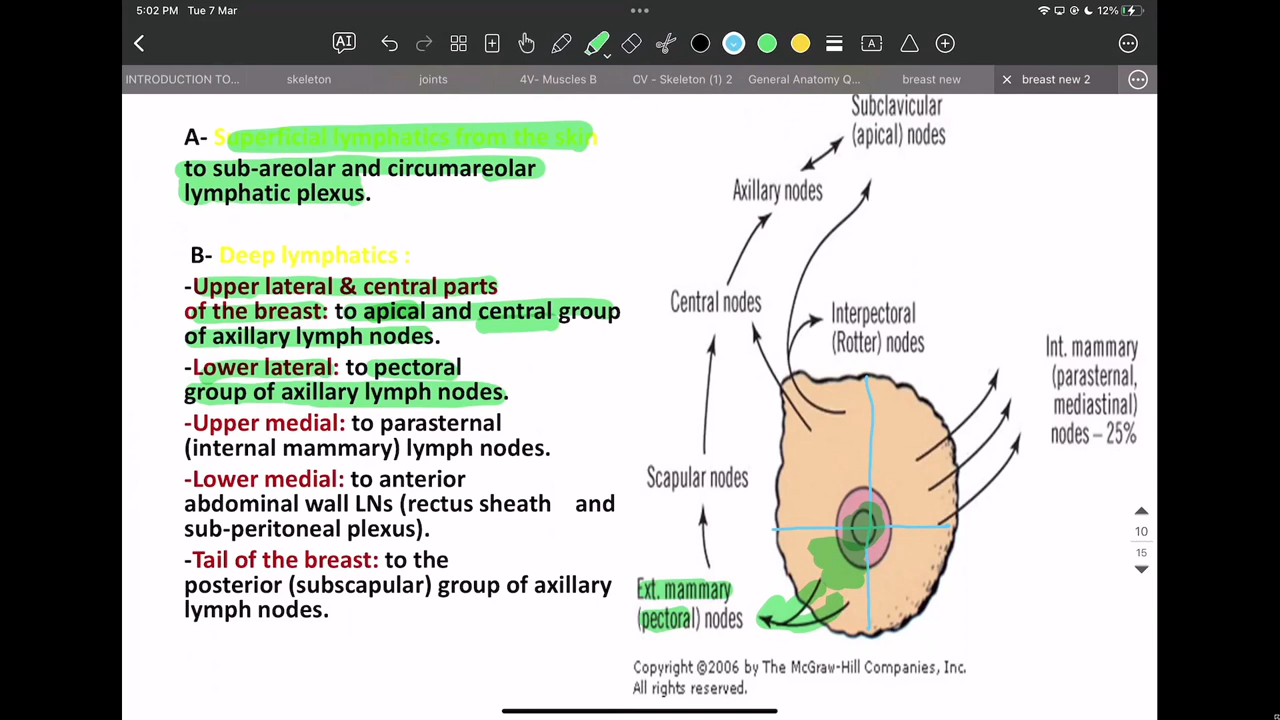 5:02 PM Tue 7 Mar
12%
AI
A
INTRODUCTION TO... skeleton joints 4V- Muscles B CV - Skeleton (1) 2 General Anatomy Q... breast new breast new 2
A- Superficial lymphatics from the skin
to sub-areolar and circumareolar
lymphatic plexus.
B- Deep lymphatics :
-Upper lateral & central parts
of the breast: to apical and central group
of axillary lymph nodes.
-Lower lateral: to pectoral
group of axillary lymph nodes.
-Upper medial: to parasternal
(internal mammary) lymph nodes.
-Lower medial: to anterior
abdominal wall LNs (rectus sheath and
sub-peritoneal plexus).
-Tail of the breast: to the
posterior (subscapular) group of axillary
lymph nodes.
Subclavicular
(apical) nodes
Axillary nodes
Central nodes
Interpectoral
(Rotter) nodes
Int. mammary
(parasternal,
mediastinal)
nodes – 25%
Scapular nodes
Ext. mammary
(pectoral) nodes
10
15
Copyright @2006 by The McGraw-Hill Companies, Inc.
All rights reserved.